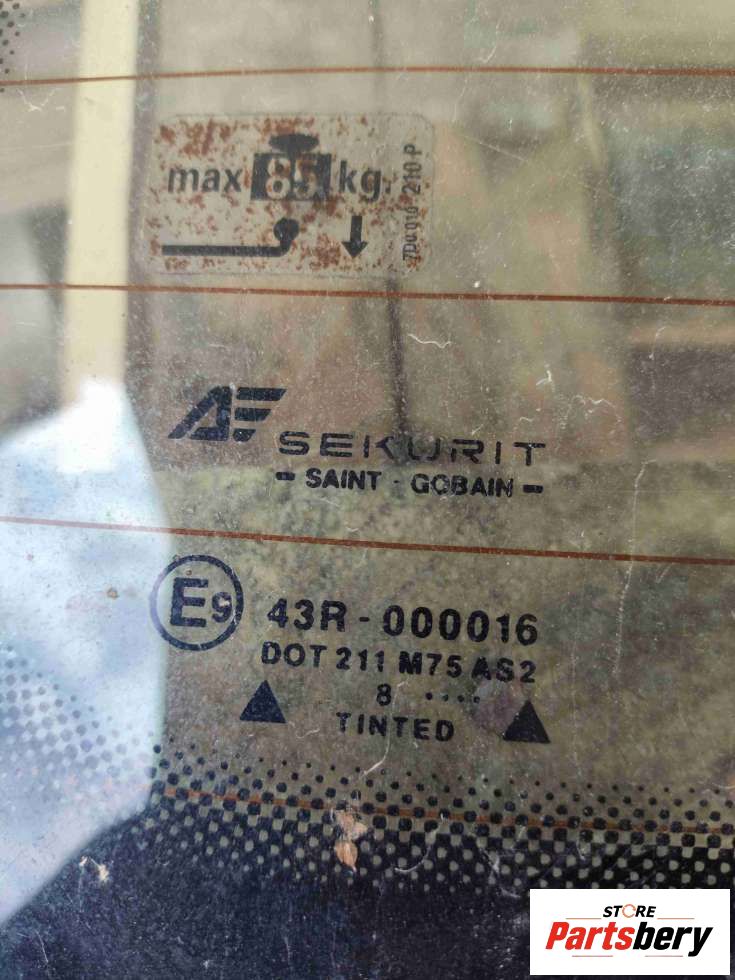 max 85 kg.
SEKURIT
- SAINT - GOBAIN -
E9
43R - 000016
DOT 211 M75 AS2
8 ....
TINTED
STORE
Partsbery